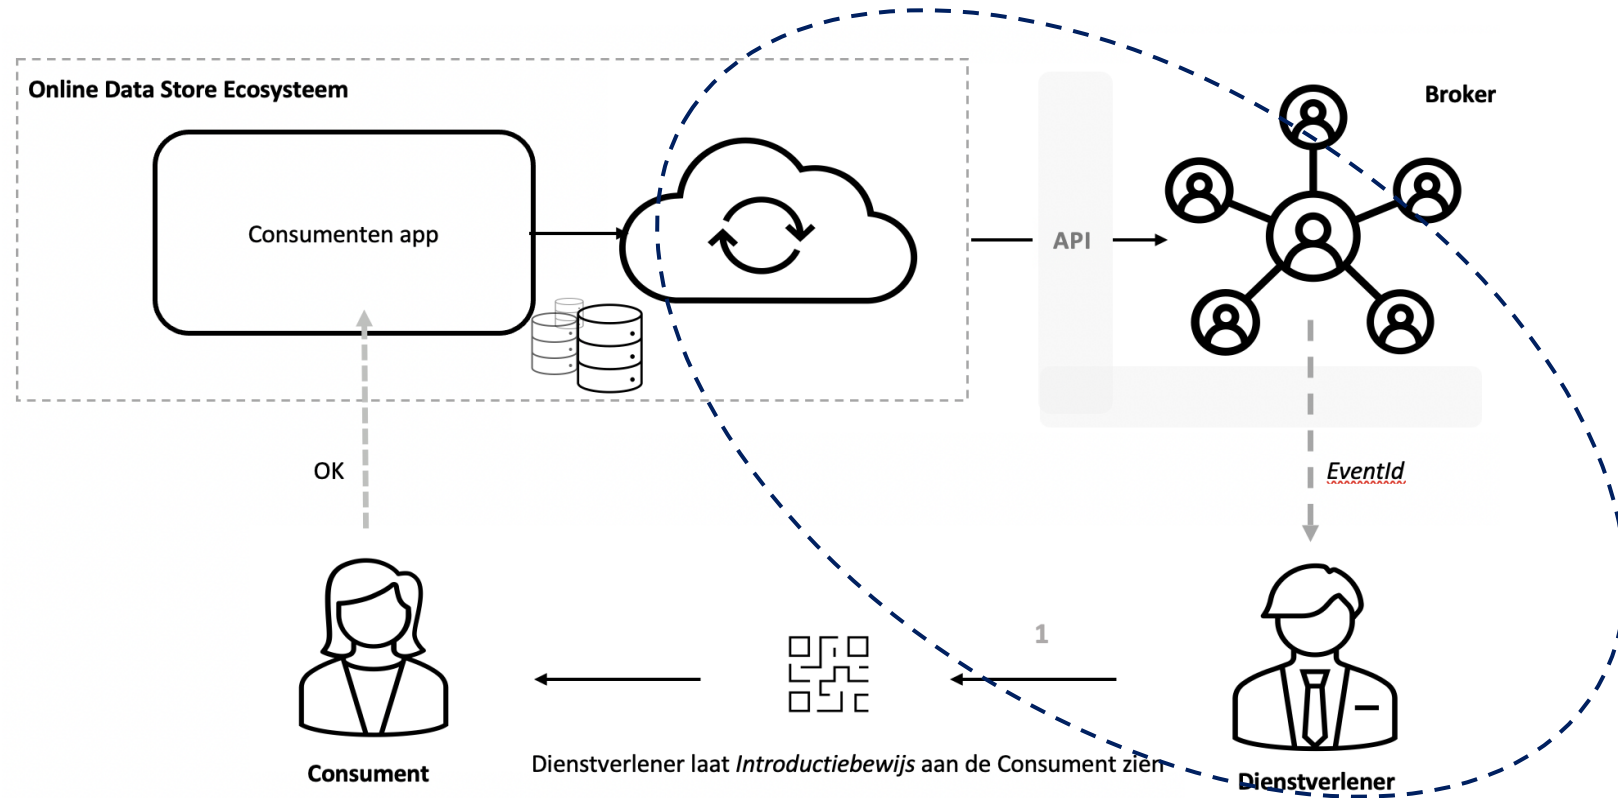 Online Data Store Ecosysteem
Broker
Consumenten app
API
OK
EventId
1
Dienstverlener laat Introductiebewijs aan de Consument zien
Consument
Dienstverlener